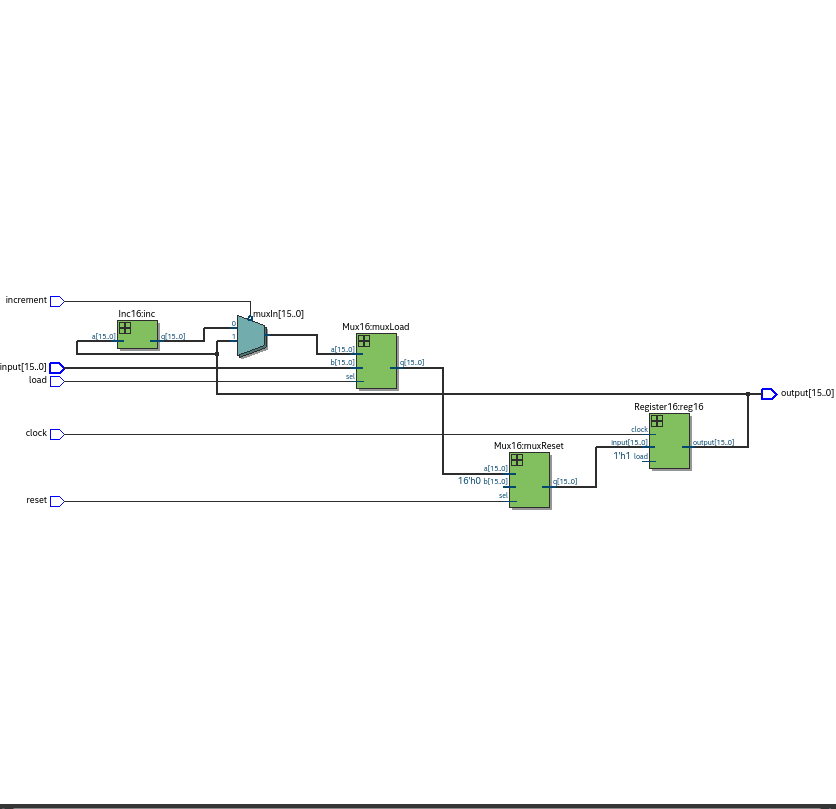 increment
Inc16:inc
a[15..0]
q[15..0]
0
1
muxIn[15..0]
Mux16:muxLoad
a[15..0]
b[15..0]
sel
q[15..0]
input[15..0]
load
output[15..0]
Register16:reg16
clock
input[15..0]
1'h1 load
output[15..0]
clock
Mux16:muxReset
a[15..0]
16'h0 b[15..0]
sel
q[15..0]
reset